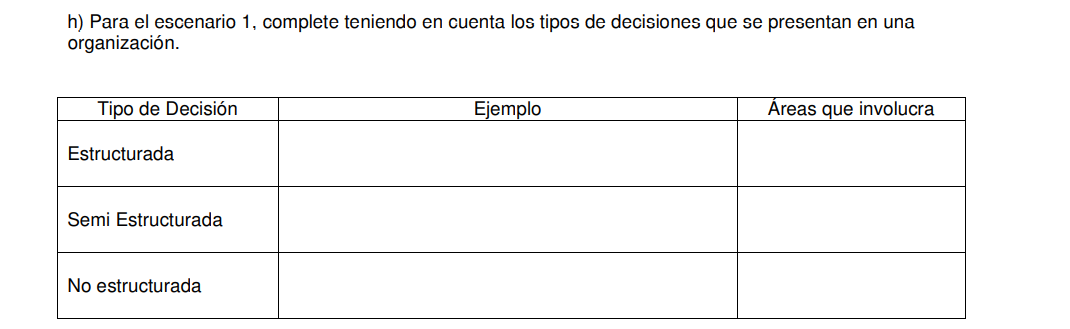 h) Para el escenario 1, complete teniendo en cuenta los tipos de decisiones que se presentan en una
organización.
Tipo de Decisión Ejemplo Áreas que involucra
Estructurada
Semi Estructurada
No estructurada